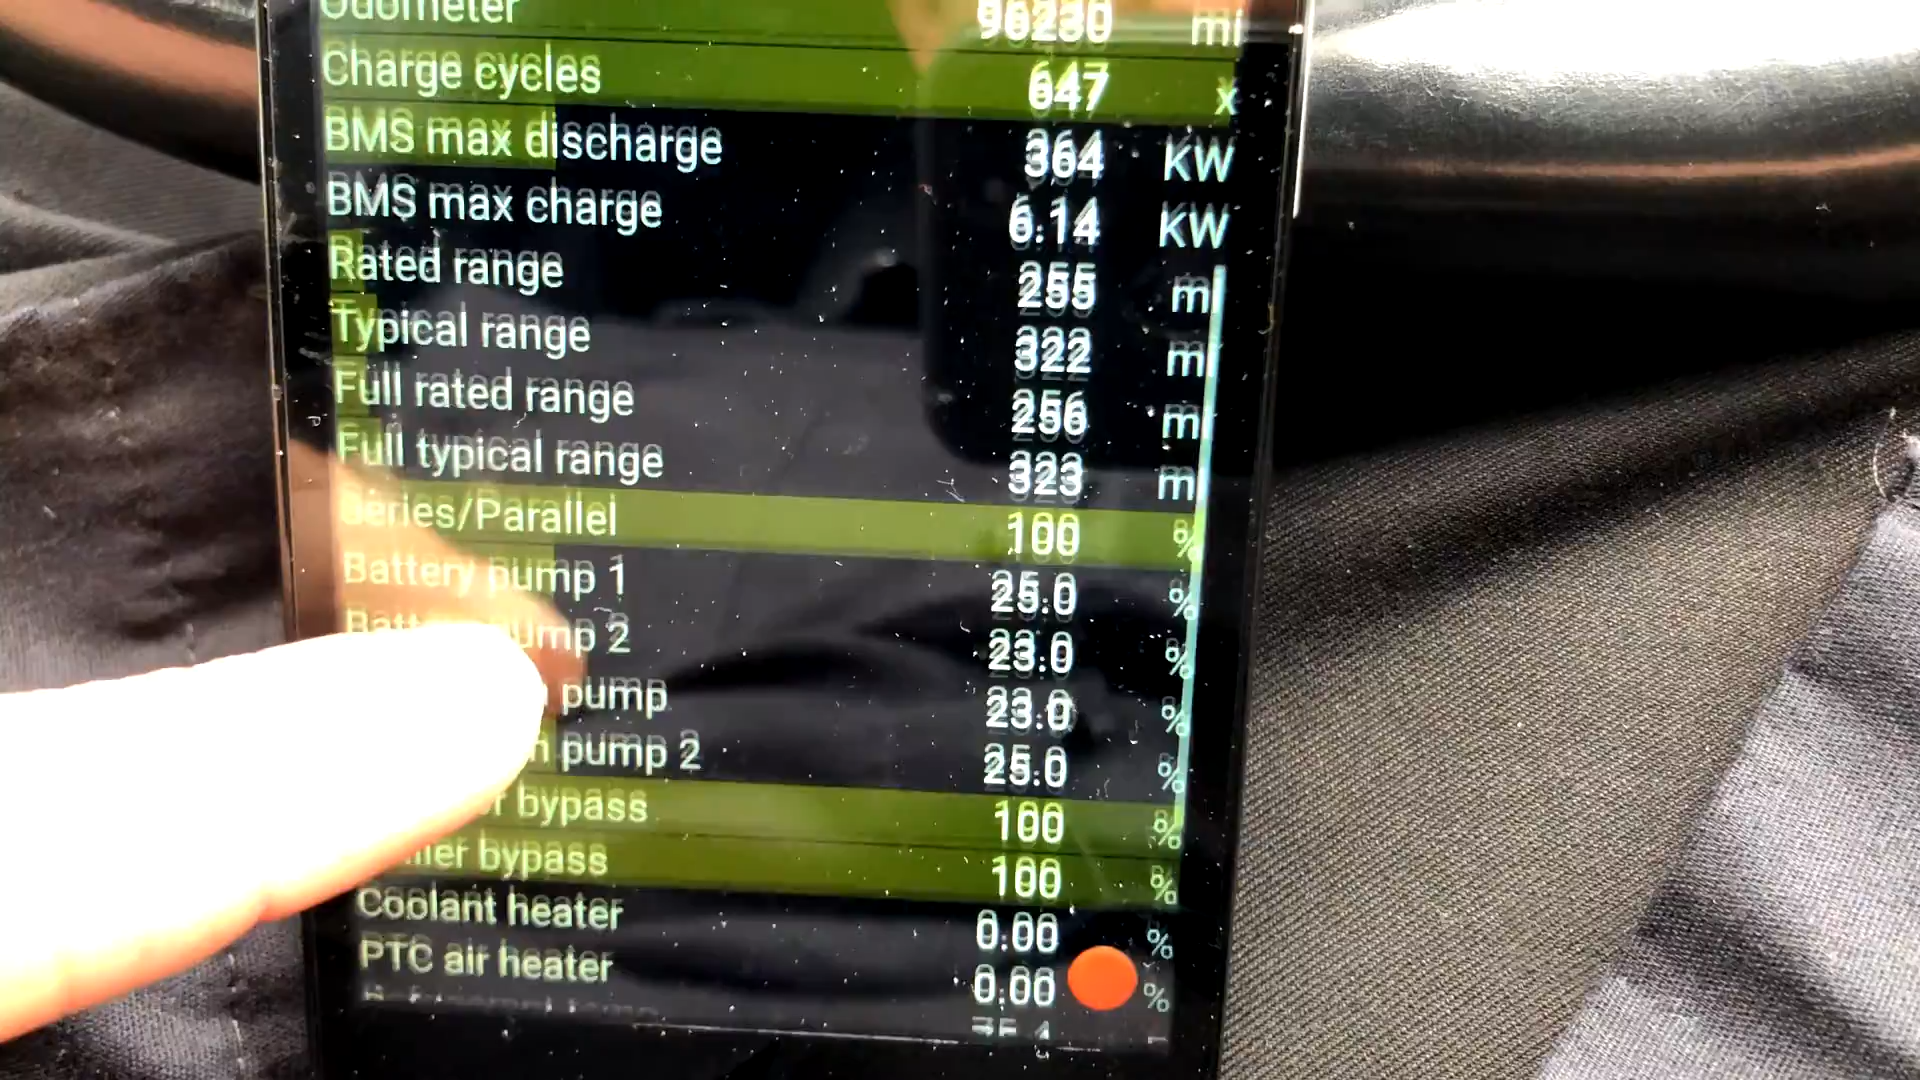 Odometer 96230 mi
Charge cycles 647 x
BMS max discharge 364 KW
BMS max charge 6.14 KW
Rated range 255 mi
Typical range 322 mi
Full rated range 256 mi
Full typical range 323 mi
Series/Parallel 100 %
Battery pump 1 25.0 %
Battery pump 2 23.0 %
pump 23.0 %
pump 2 25.0 %
bypass 100 %
bypass 100 %
Coolant heater 0.00 %
PTC air heater 0.00 %